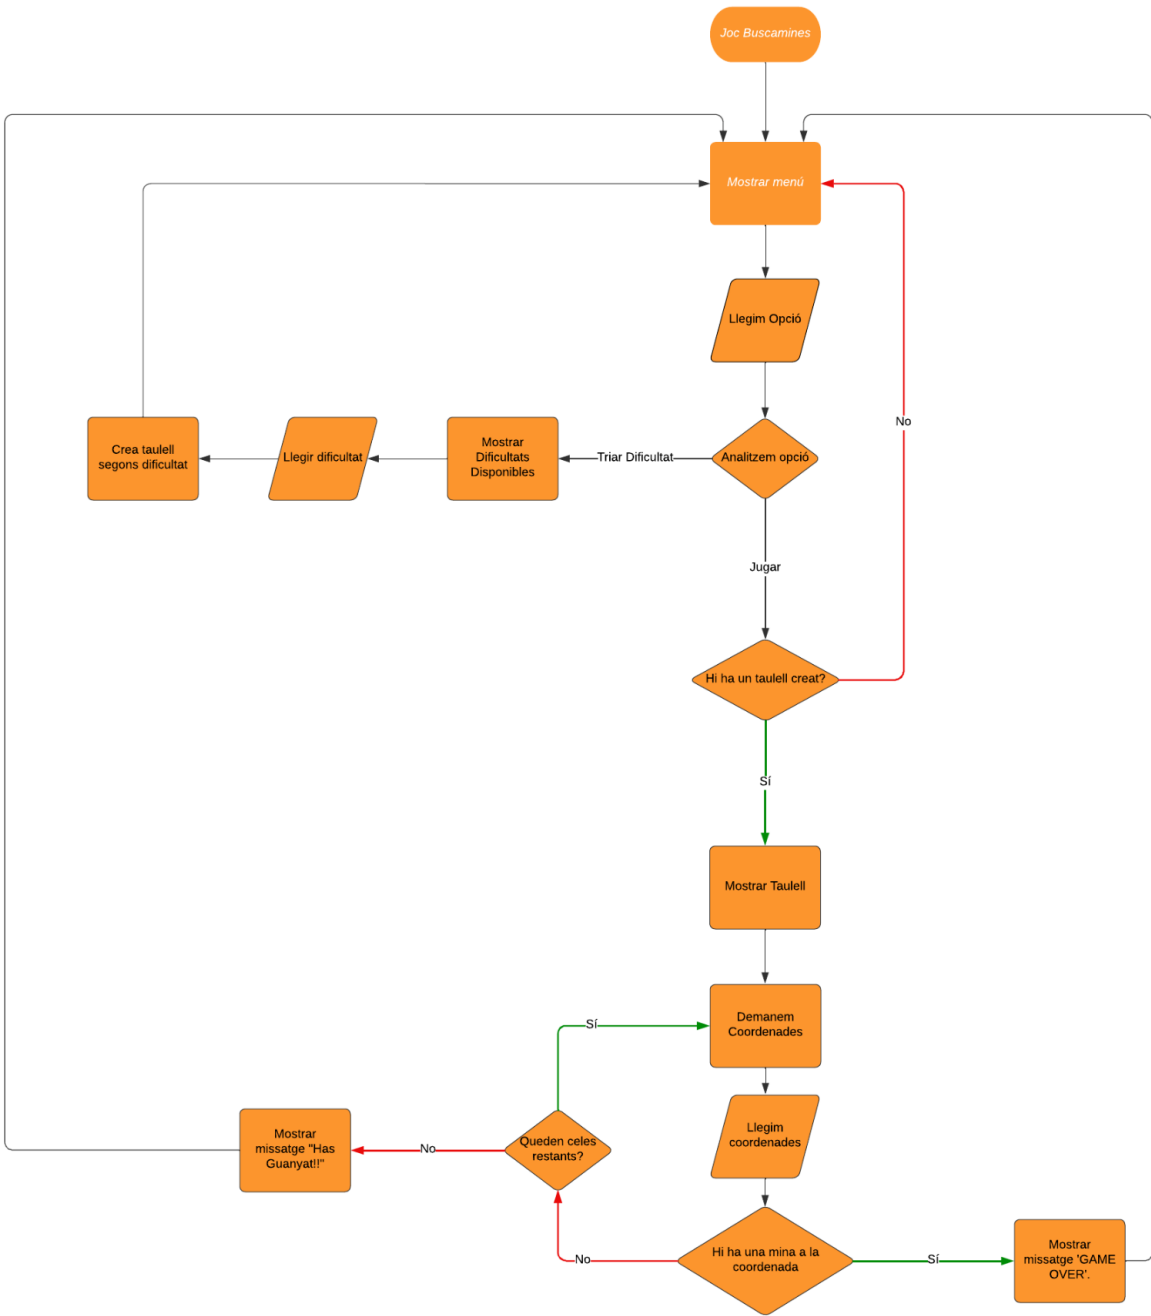 Joc Buscamines
Mostrar menú
Llegim Opció
No
Crea taulell
segons dificultat
Llegir dificultat
Mostrar
Dificultats
Disponibles
Triar Dificultat
Analitzem opció
Jugar
Hi ha un taulell creat?
Sí
Mostrar Taulell
Demanem
Coordenades
Sí
Llegim
coordenades
Mostrar
missatge "Has
Guanyat!!"
No
Queden celes
restants?
Hi ha una mina a la
coordenada
No
Sí
Mostrar
missatge 'GAME
OVER'.